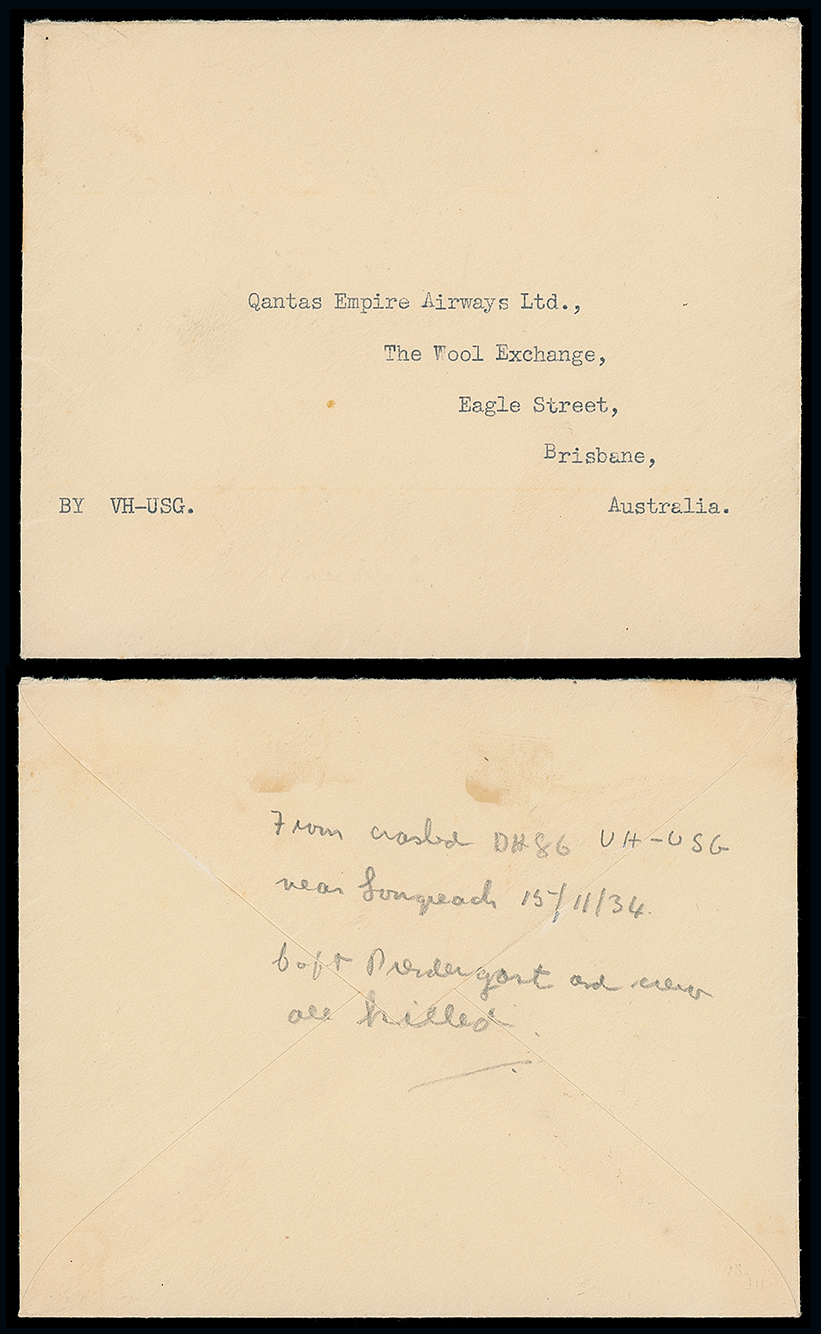 Qantas Empire Airways Ltd.,
The Wool Exchange,
Eagle Street,
Brisbane,
BY VH-USG. Australia.
From crashed DH86 VH-USG
near Longreach 15/11/34.
Capt Prendergast and crew
all killed.